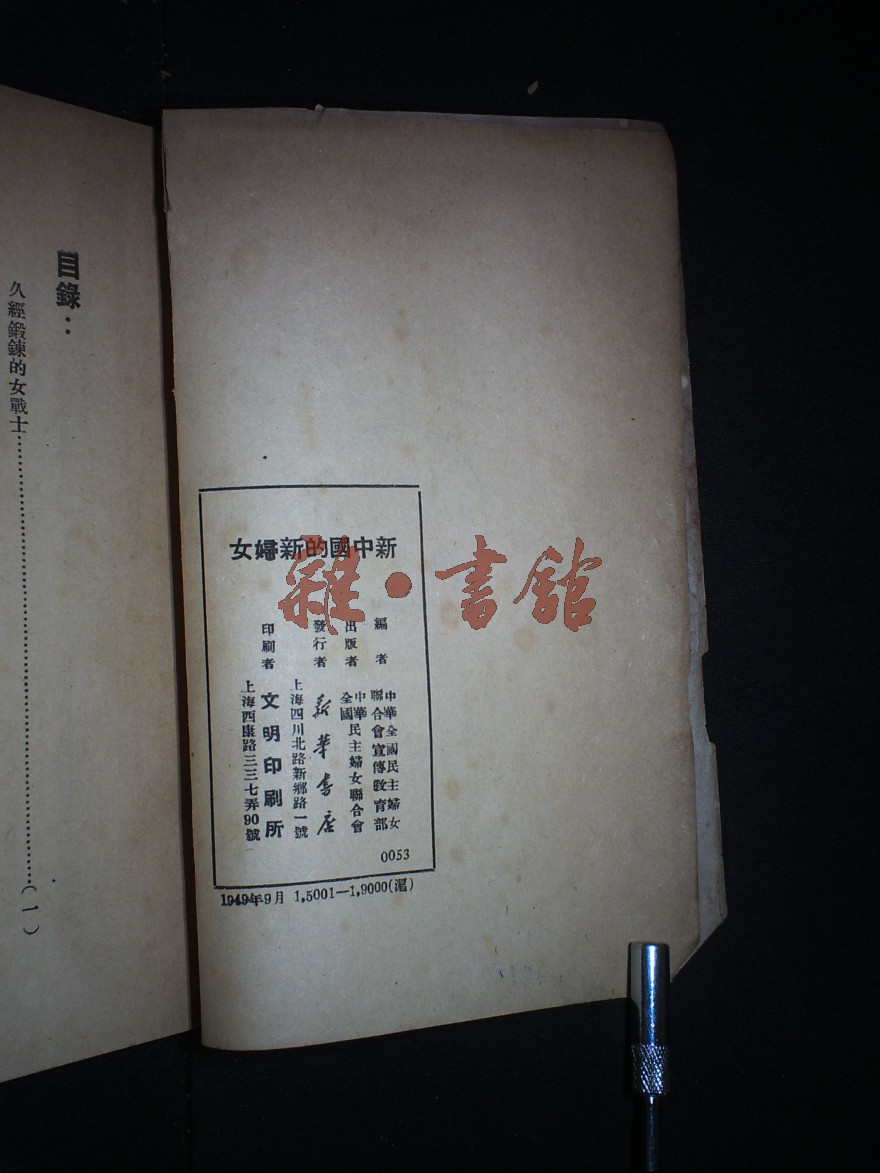 新中國的新婦女
編者
中華全國民主婦女
聯合會宣傳教育部
出版者
中華
全國
民主婦女聯合會
發行者
新華書店
上海四川北路新鄉路一號
印刷者
文明印刷所
上海西康路三三七弄90號
0053
1949年9月 1,5001—1,9000(滬)
目錄：
久經鍛鍊的女戰士……………………(1)
雜·書館